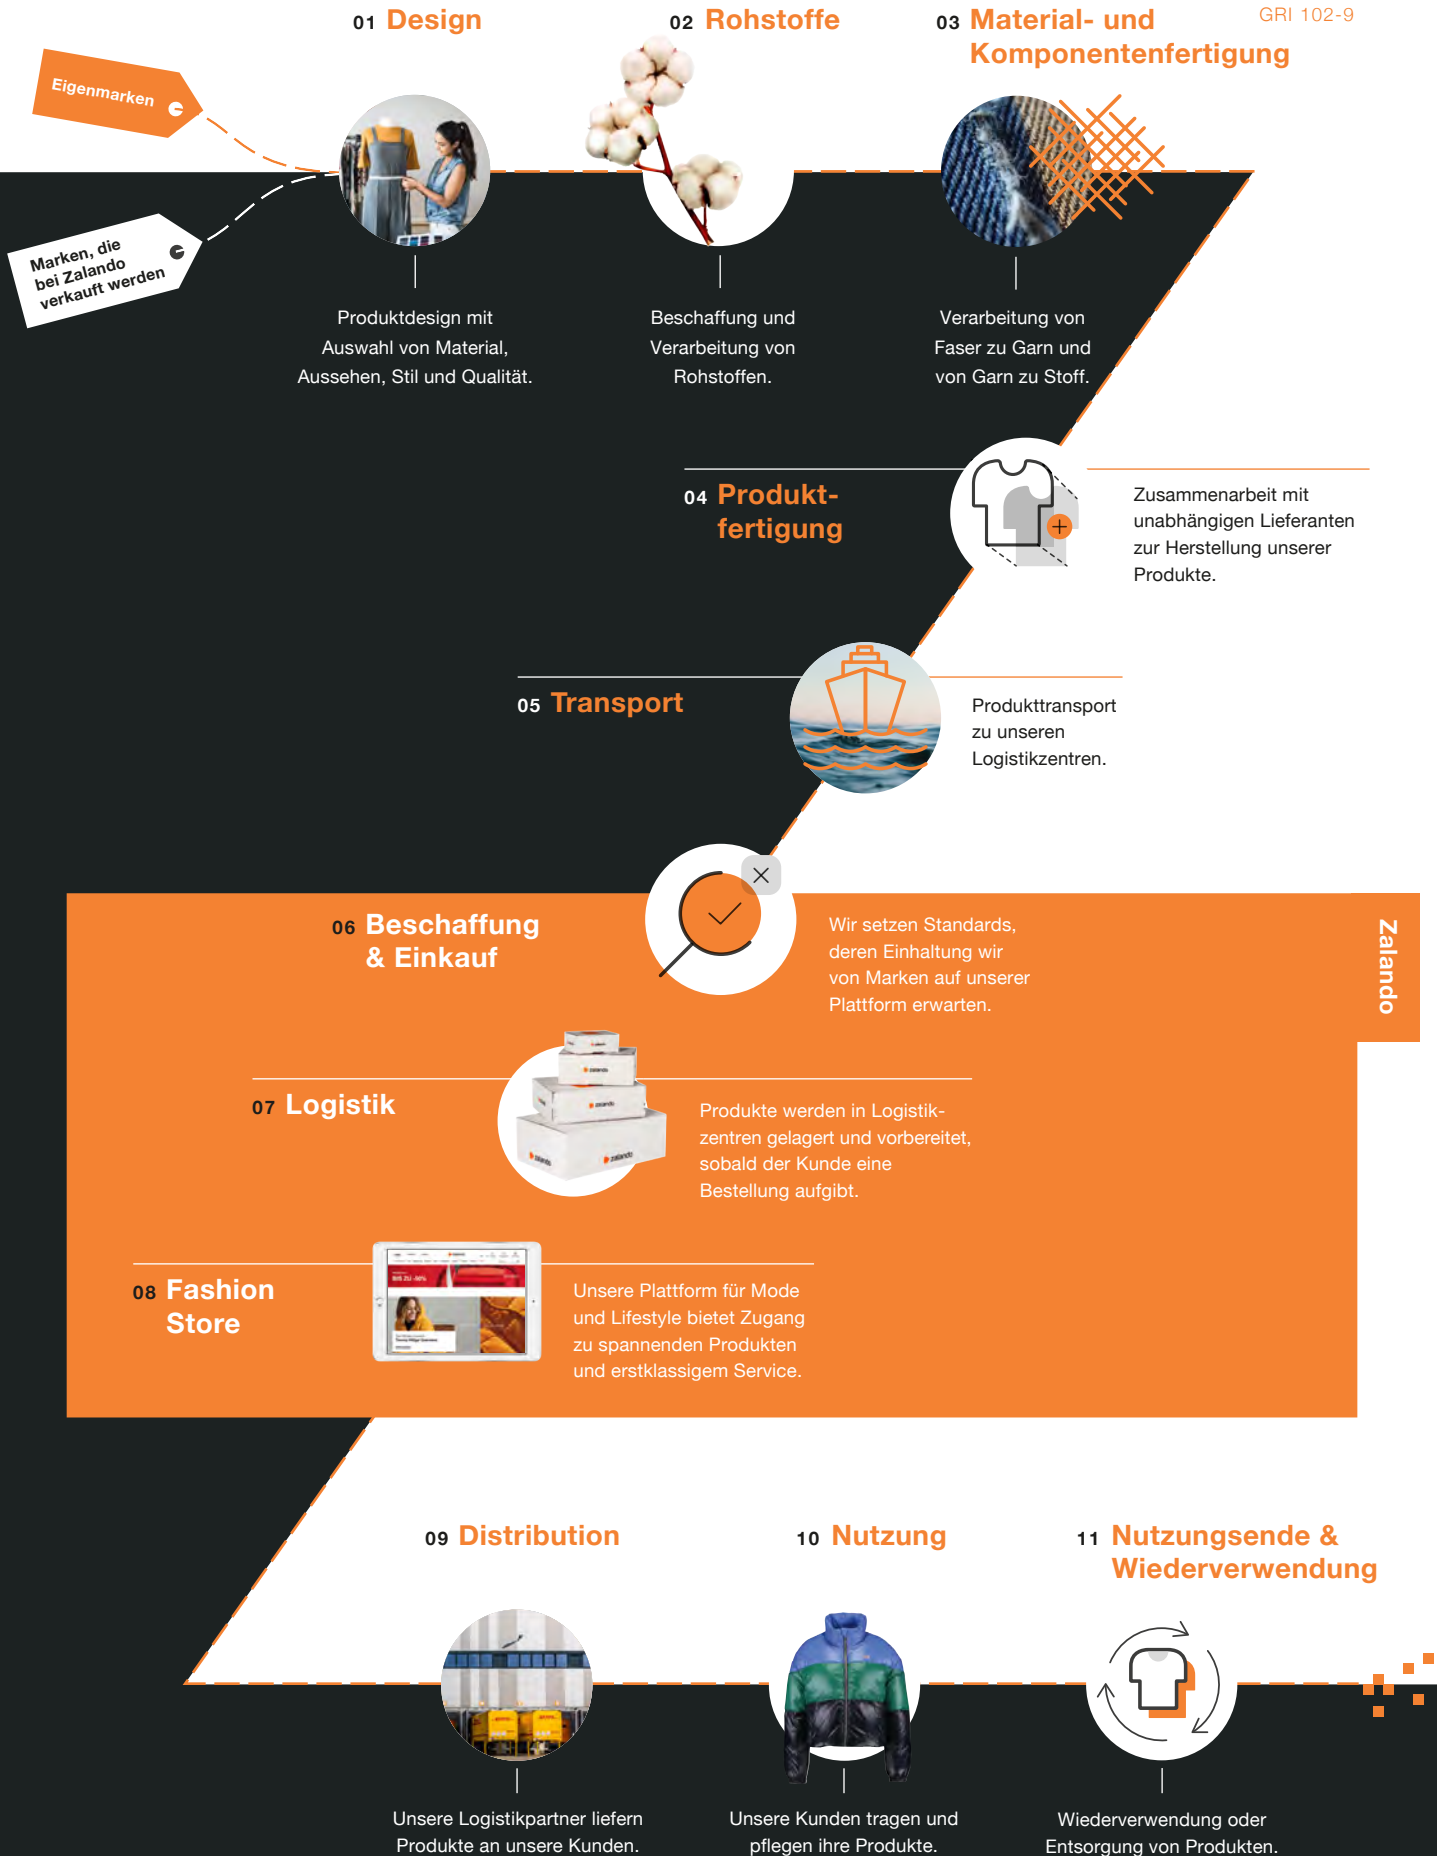 GRI 102-9
01 Design
02 Rohstoffe
03 Material- und
Komponentenfertigung
Eigenmarken
Marken, die
bei Zalando
verkauft werden
Produktdesign mit
Auswahl von Material,
Aussehen, Stil und Qualität.
Beschaffung und
Verarbeitung von
Rohstoffen.
Verarbeitung von
Faser zu Garn und
von Garn zu Stoff.
04 Produkt-
fertigung
Zusammenarbeit mit
unabhängigen Lieferanten
zur Herstellung unserer
Produkte.
05 Transport
Produkttransport
zu unseren
Logistikzentren.
Zalando
06 Beschaffung
& Einkauf
Wir setzen Standards,
deren Einhaltung wir
von Marken auf unserer
Plattform erwarten.
07 Logistik
zalando
zalando
zalando
zalando
Produkte werden in Logistik-
zentren gelagert und vorbereitet,
sobald der Kunde eine
Bestellung aufgibt.
08 Fashion
Store
Unsere Plattform für Mode
und Lifestyle bietet Zugang
zu spannenden Produkten
und erstklassigem Service.
09 Distribution
10 Nutzung
11 Nutzungsende &
Wiederverwendung
Unsere Logistikpartner liefern
Produkte an unsere Kunden.
Unsere Kunden tragen und
pflegen ihre Produkte.
Wiederverwendung oder
Entsorgung von Produkten.